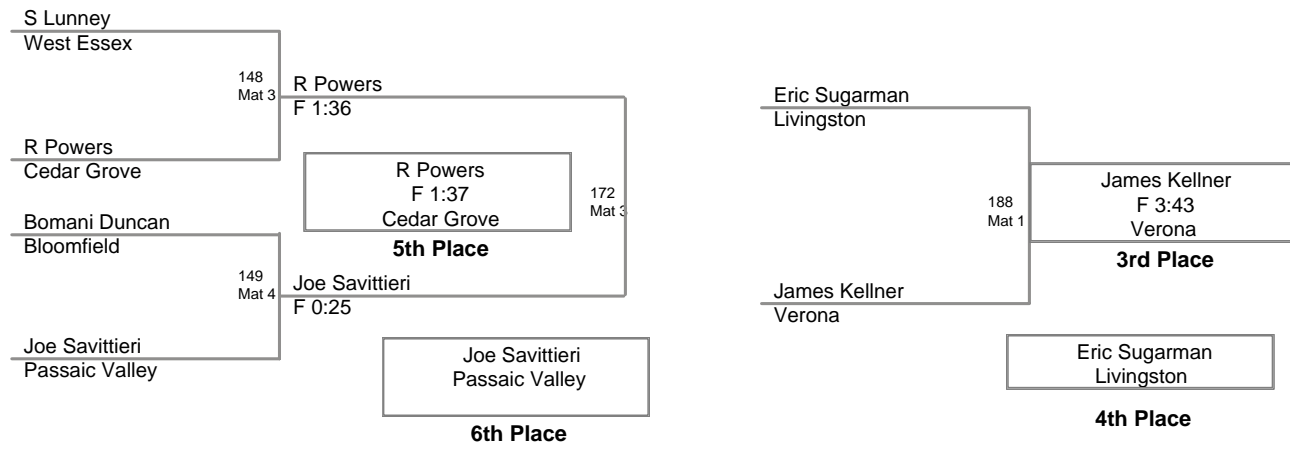 S Lunney
West Essex
148
Mat 3
R Powers
F 1:36
R Powers
Cedar Grove
R Powers
F 1:37
Cedar Grove
5th Place
172
Mat 3
Bomani Duncan
Bloomfield
149
Mat 4
Joe Savittieri
F 0:25
Joe Savittieri
Passaic Valley
Joe Savittieri
Passaic Valley
6th Place
Eric Sugarman
Livingston
188
Mat 1
James Kellner
F 3:43
Verona
3rd Place
James Kellner
Verona
Eric Sugarman
Livingston
4th Place